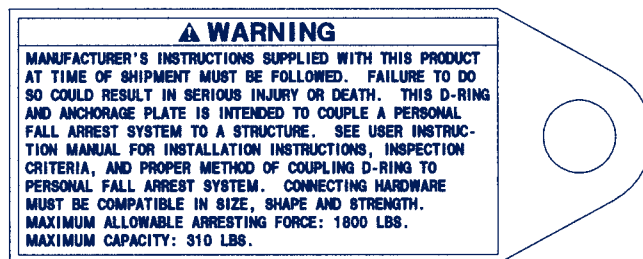 ⚠ WARNING
MANUFACTURER'S INSTRUCTIONS SUPPLIED WITH THIS PRODUCT
AT TIME OF SHIPMENT MUST BE FOLLOWED. FAILURE TO DO
SO COULD RESULT IN SERIOUS INJURY OR DEATH. THIS D-RING
AND ANCHORAGE PLATE IS INTENDED TO COUPLE A PERSONAL
FALL ARREST SYSTEM TO A STRUCTURE. SEE USER INSTRUC-
TION MANUAL FOR INSTALLATION INSTRUCTIONS, INSPECTION
CRITERIA, AND PROPER METHOD OF COUPLING D-RING TO
PERSONAL FALL ARREST SYSTEM. CONNECTING HARDWARE
MUST BE COMPATIBLE IN SIZE, SHAPE AND STRENGTH.
MAXIMUM ALLOWABLE ARRESTING FORCE: 1800 LBS.
MAXIMUM CAPACITY: 310 LBS.